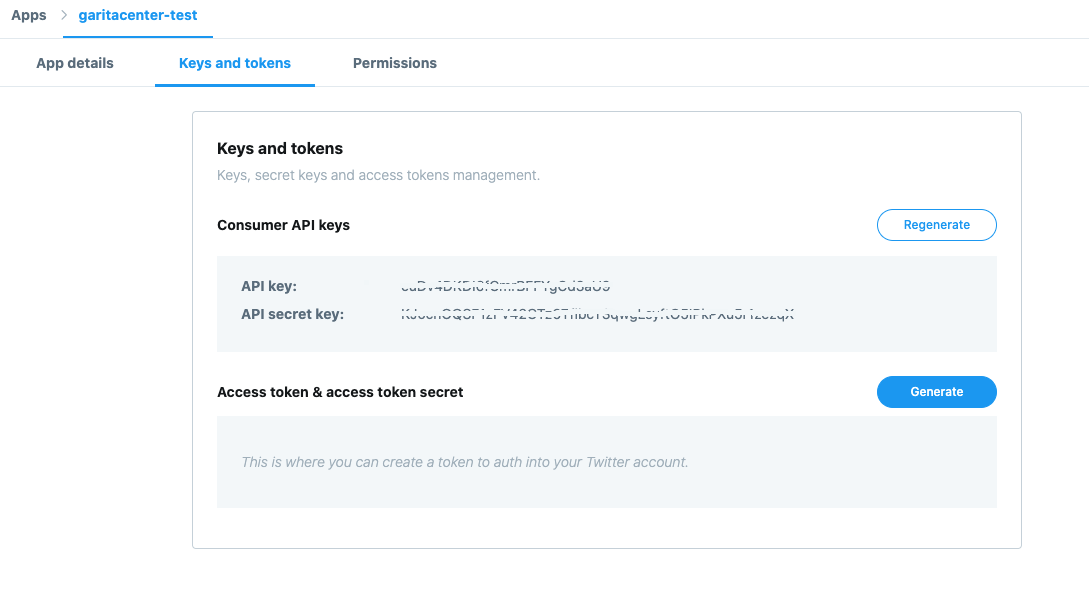 Apps > garitacenter-test
App details Keys and tokens Permissions
Keys and tokens
Keys, secret keys and access tokens management.
Consumer API keys Regenerate
API key:
API secret key:
Access token & access token secret Generate
This is where you can create a token to auth into your Twitter account.